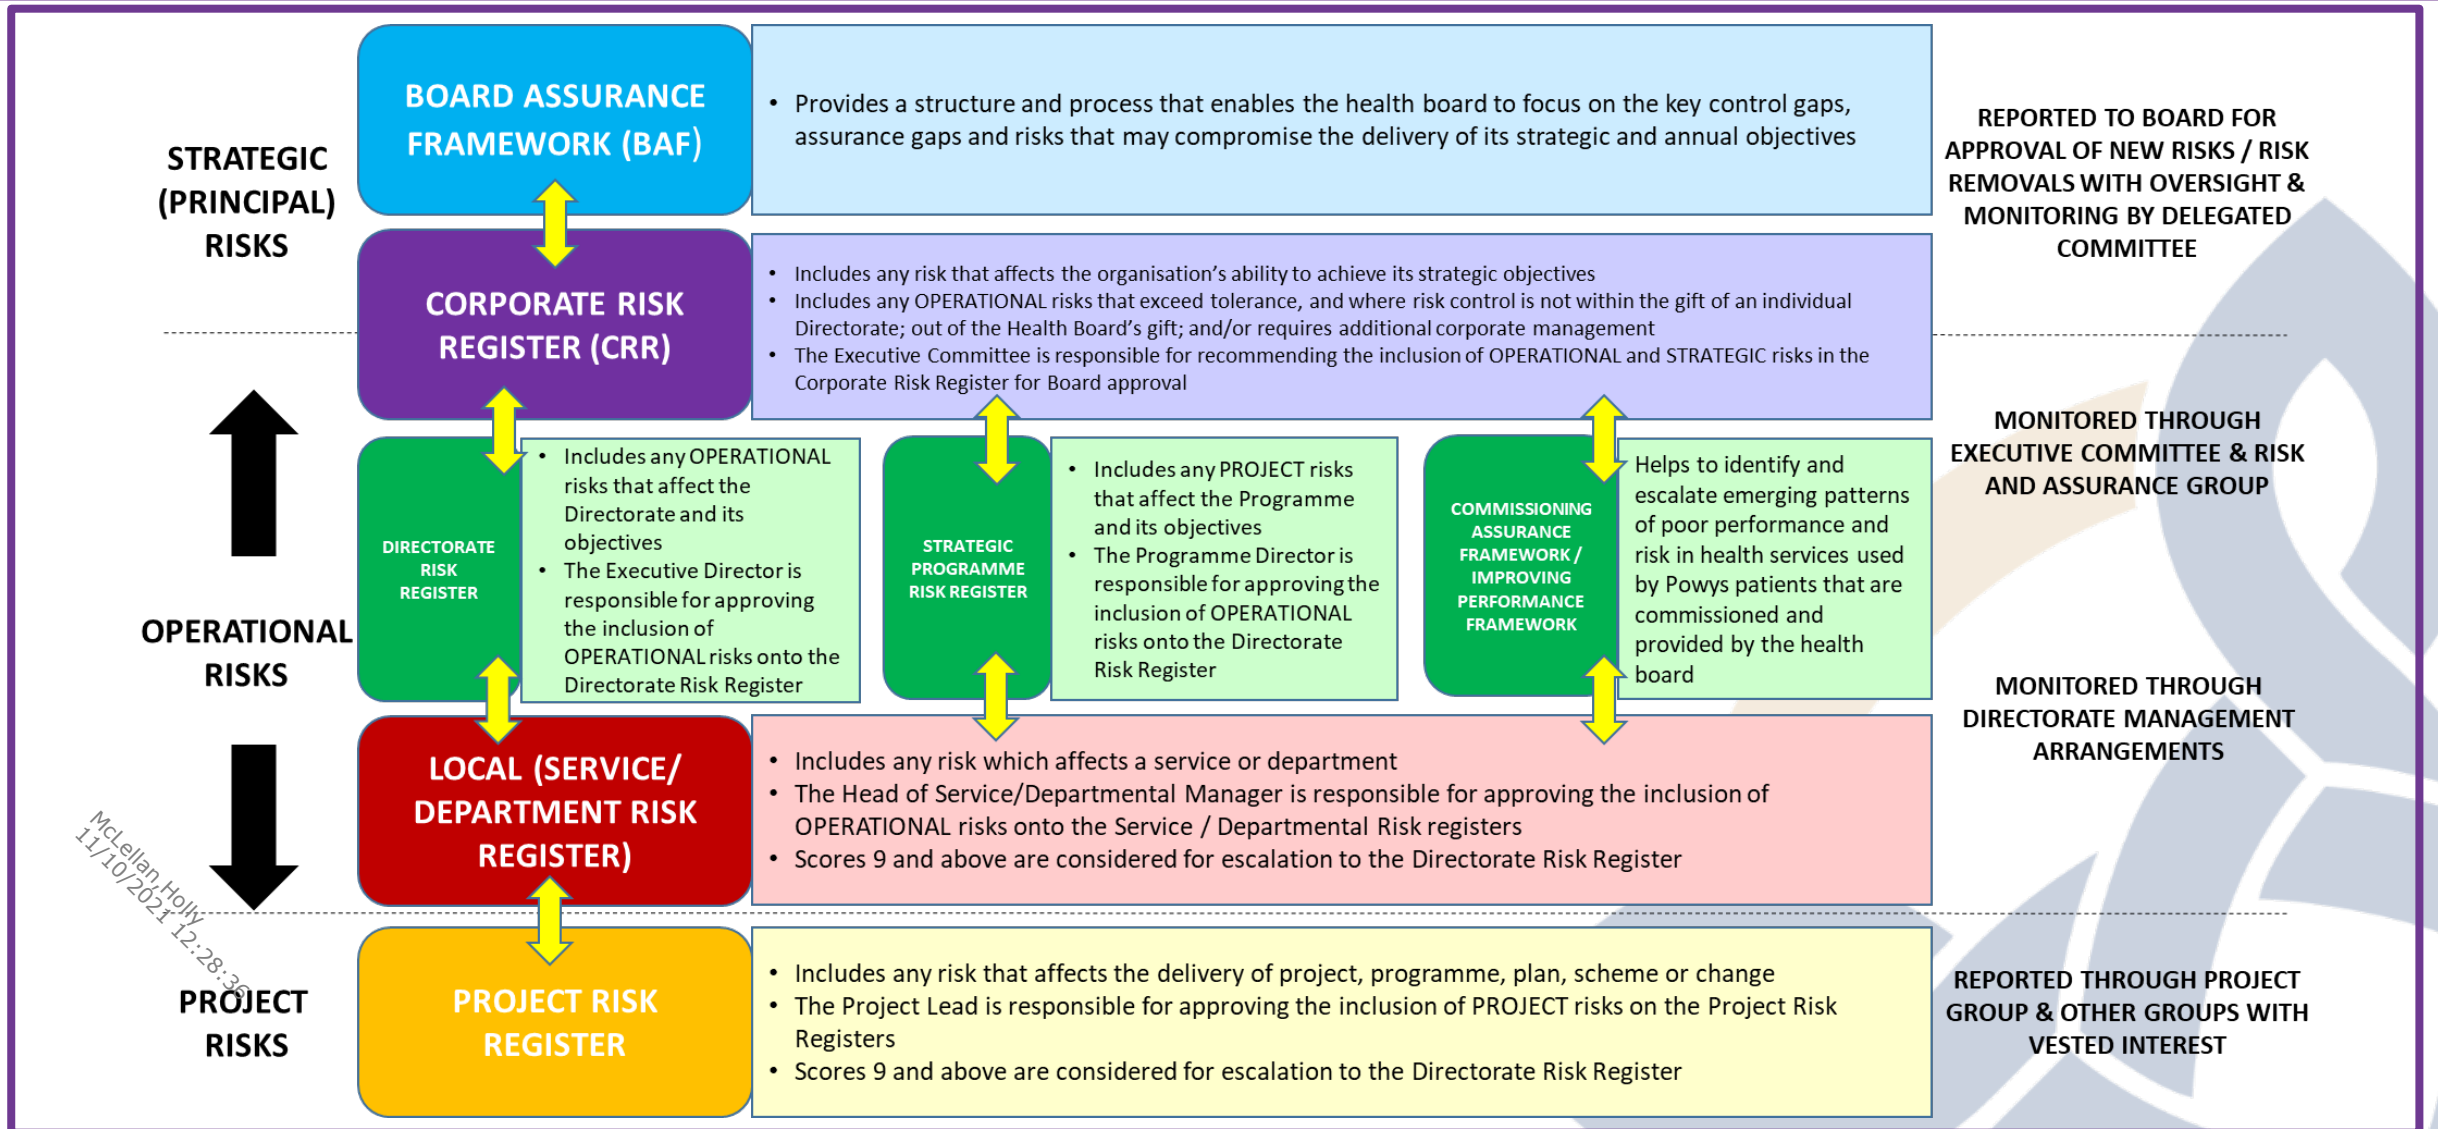 STRATEGIC
(PRINCIPAL)
RISKS
BOARD ASSURANCE
FRAMEWORK (BAF)
• Provides a structure and process that enables the health board to focus on the key control gaps,
assurance gaps and risks that may compromise the delivery of its strategic and annual objectives
REPORTED TO BOARD FOR
APPROVAL OF NEW RISKS / RISK
REMOVALS WITH OVERSIGHT &
MONITORING BY DELEGATED
COMMITTEE
CORPORATE RISK
REGISTER (CRR)
• Includes any risk that affects the organisation's ability to achieve its strategic objectives
• Includes any OPERATIONAL risks that exceed tolerance, and where risk control is not within the gift of an individual
Directorate; out of the Health Board's gift; and/or requires additional corporate management
• The Executive Committee is responsible for recommending the inclusion of OPERATIONAL and STRATEGIC risks in the
Corporate Risk Register for Board approval
OPERATIONAL
RISKS
DIRECTORATE
RISK
REGISTER
• Includes any OPERATIONAL
risks that affect the
Directorate and its
objectives
• The Executive Director is
responsible for approving
the inclusion of
OPERATIONAL risks onto the
Directorate Risk Register
STRATEGIC
PROGRAMME
RISK REGISTER
• Includes any PROJECT risks
that affect the Programme
and its objectives
• The Programme Director is
responsible for approving the
inclusion of OPERATIONAL
risks onto the Directorate
Risk Register
COMMISSIONING
ASSURANCE
FRAMEWORK /
IMPROVING
PERFORMANCE
FRAMEWORK
Helps to identify and
escalate emerging patterns
of poor performance and
risk in health services used
by Powys patients that are
commissioned and
provided by the health
board
MONITORED THROUGH
EXECUTIVE COMMITTEE & RISK
AND ASSURANCE GROUP
MONITORED THROUGH
DIRECTORATE MANAGEMENT
ARRANGEMENTS
LOCAL (SERVICE/
DEPARTMENT RISK
REGISTER)
• Includes any risk which affects a service or department
• The Head of Service/Departmental Manager is responsible for approving the inclusion of
OPERATIONAL risks onto the Service / Departmental Risk registers
• Scores 9 and above are considered for escalation to the Directorate Risk Register
McLellan,Holly
11/10/2021 12:28:36
PROJECT
RISKS
PROJECT RISK
REGISTER
• Includes any risk that affects the delivery of project, programme, plan, scheme or change
• The Project Lead is responsible for approving the inclusion of PROJECT risks on the Project Risk
Registers
• Scores 9 and above are considered for escalation to the Directorate Risk Register
REPORTED THROUGH PROJECT
GROUP & OTHER GROUPS WITH
VESTED INTEREST